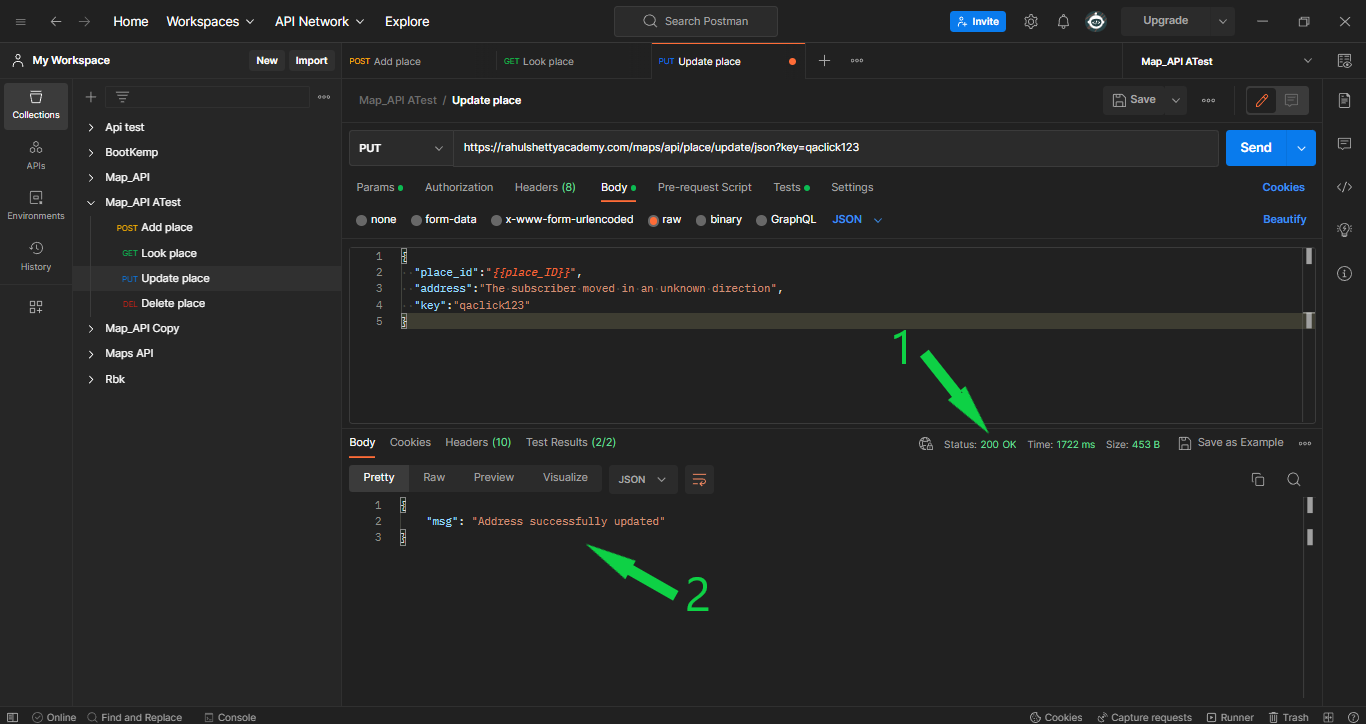 Home Workspaces API Network Explore Search Postman Invite Upgrade
My Workspace New Import POST Add place GET Look place PUT Update place Map_API ATest
Collections
APIs
Environments
History
Api test
BootKemp
Map_API
Map_API ATest
POST Add place
GET Look place
PUT Update place
DEL Delete place
Map_API Copy
Maps API
Rbk
Map_API ATest / Update place Save
PUT https://rahulshettyacademy.com/maps/api/place/update/json?key=qaclick123 Send
Params Authorization Headers (8) Body Pre-request Script Tests Settings Cookies
none form-data x-www-form-urlencoded raw binary GraphQL JSON Beautify
1 {
2 "place_id":"{{place_ID}}",
3 "address":"The subscriber moved in an unknown direction",
4 "key":"qaclick123"
5 }
1
Body Cookies Headers (10) Test Results (2/2) Status: 200 OK Time: 1722 ms Size: 453 B Save as Example
Pretty Raw Preview Visualize JSON
1 {
2 "msg": "Address successfully updated"
3 }
2
Online Find and Replace Console Cookies Capture requests Runner Trash